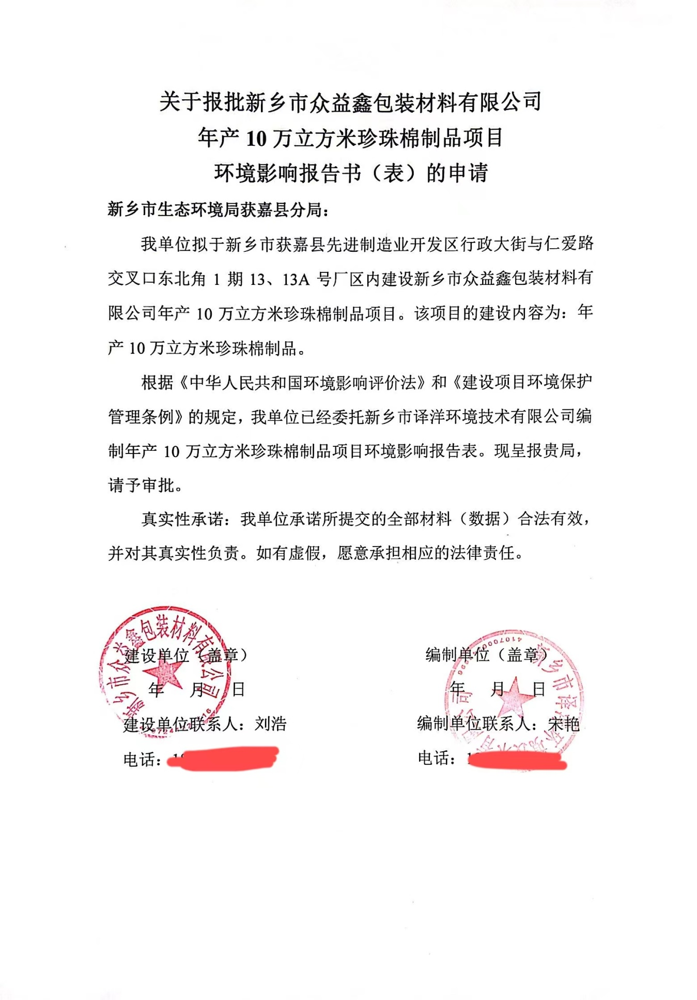 关于报批新乡市众益鑫包装材料有限公司
年产 10 万立方米珍珠棉制品项目
环境影响报告书（表）的申请
新乡市生态环境局获嘉县分局：
我单位拟于新乡市获嘉县先进制造业开发区行政大街与仁爱路
交叉口东北角 1 期 13、13A 号厂区内建设新乡市众益鑫包装材料有
限公司年产 10 万立方米珍珠棉制品项目。该项目的建设内容为：年
产 10 万立方米珍珠棉制品。
根据《中华人民共和国环境影响评价法》和《建设项目环境保护
管理条例》的规定，我单位已经委托新乡市译洋环境技术有限公司编
制年产 10 万立方米珍珠棉制品项目环境影响报告表。现呈报贵局，
请予审批。
真实性承诺：我单位承诺所提交的全部材料（数据）合法有效，
并对其真实性负责。如有虚假，愿意承担相应的法律责任。
新乡市众益鑫包装材料有限公司
新乡市译洋环境技术有限公司
建设单位（盖章） 编制单位（盖章）
年 月 日 年 月 日
建设单位联系人：刘浩 编制单位联系人：宋艳
电话： 电话：